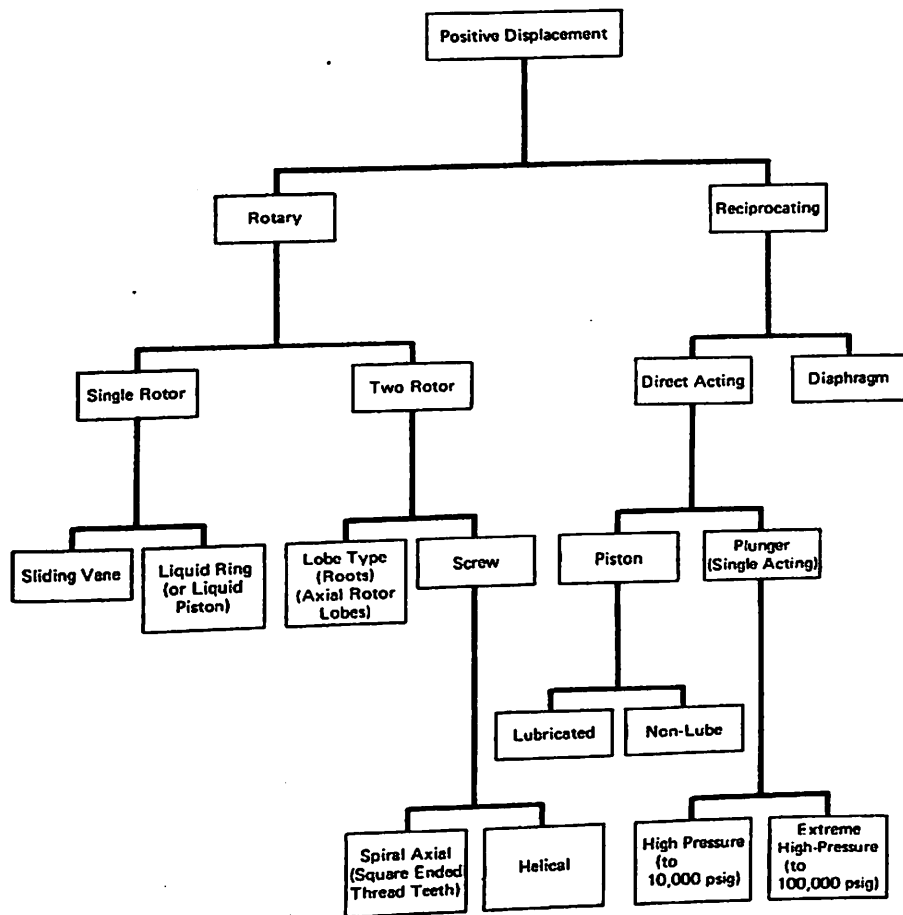 Positive Displacement
Rotary
Reciprocating
Single Rotor
Two Rotor
Direct Acting
Diaphragm
Sliding Vane
Liquid Ring
(or Liquid
Piston)
Lobe Type
(Roots)
(Axial Rotor
Lobes)
Screw
Piston
Plunger
(Single Acting)
Lubricated
Non-Lube
Spiral Axial
(Square Ended
Thread Teeth)
Helical
High Pressure
(to
10,000 psig)
Extreme
High-Pressure
(to
100,000 psig)